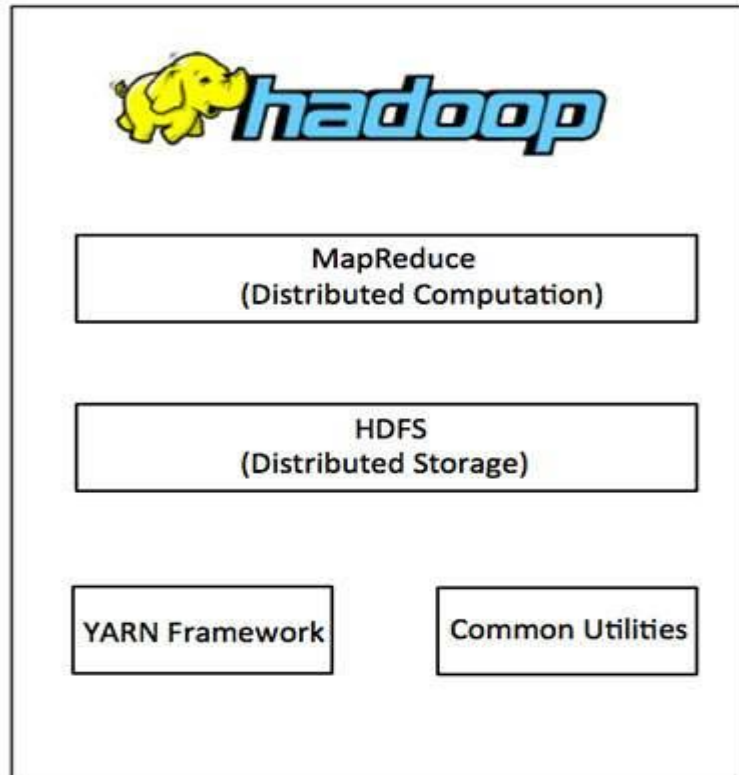 hadoop
MapReduce
(Distributed Computation)
HDFS
(Distributed Storage)
YARN Framework
Common Utilities